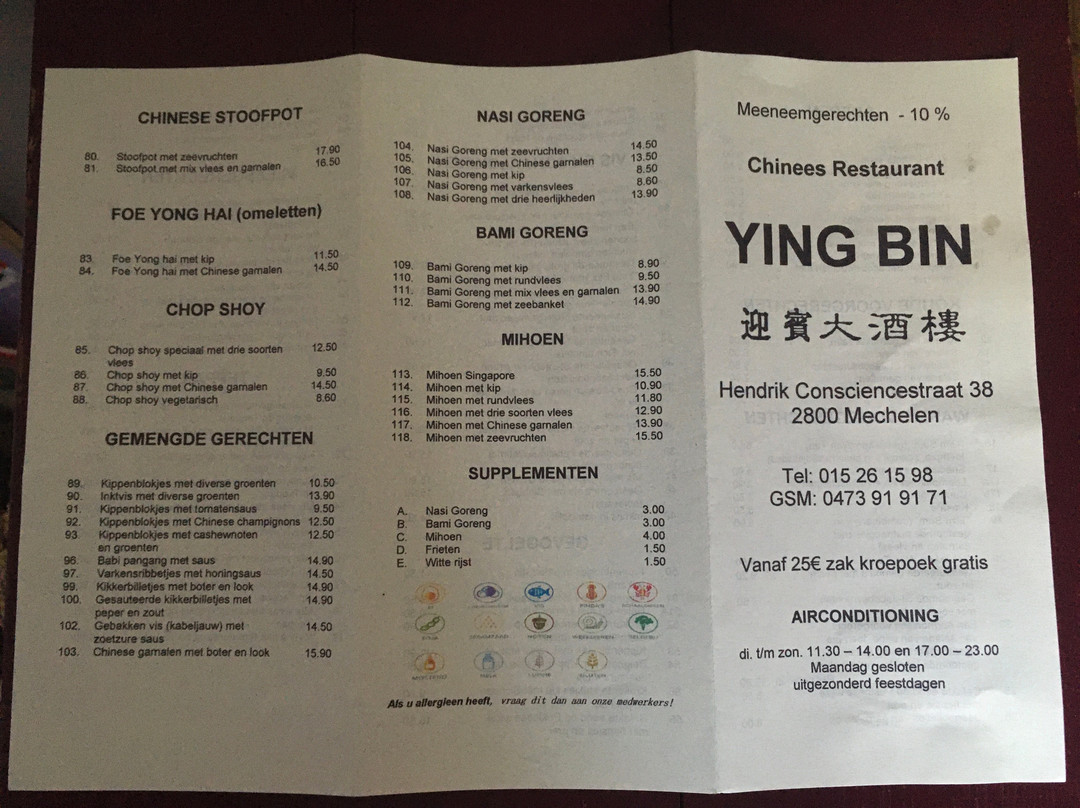 CHINESE STOOFPOT
80. Stoofpot met zeevruchten 17.90
81. Stoofpot met mix vlees en garnalen 16.50
FOE YONG HAI (omeletten)
83. Foe Yong hai met kip 11.50
84. Foe Yong hai met Chinese garnalen 14.50
CHOP SHOY
85. Chop shoy speciaal met drie soorten 12.50
vlees
86. Chop shoy met kip 9.50
87. Chop shoy met Chinese garnalen 14.50
88. Chop shoy vegetarisch 8.60
GEMENGDE GERECHTEN
89. Kippenblokjes met diverse groenten 10.50
90. Inktvis met diverse groenten 13.90
91. Kippenblokjes met tomatensaus 9.50
92. Kippenblokjes met Chinese champignons 12.50
93. Kippenblokjes met cashewnoten 12.50
en groenten
96. Babi pangang met saus 14.90
97. Varkensribbetjes met honingsaus 14.50
99. Kikkerbilletjes met boter en look 14.90
100. Gesauteerde kikkerbilletjes met 14.90
peper en zout
102. Gebakken vis (kabeljauw) met 14.50
zoetzure saus
103. Chinese garnalen met boter en look 15.90
NASI GORENG
104. Nasi Goreng met zeevruchten 14.50
105. Nasi Goreng met Chinese garnalen 13.50
106. Nasi Goreng met kip 8.50
107. Nasi Goreng met varkensvlees 8.60
108. Nasi Goreng met drie heerlijkheden 13.90
BAMI GORENG
109. Bami Goreng met kip 8.90
110. Bami Goreng met rundvlees 9.50
111. Bami Goreng met mix vlees en garnalen 13.90
112. Bami Goreng met zeebanket 14.90
MIHOEN
113. Mihoen Singapore 15.50
114. Mihoen met kip 10.90
115. Mihoen met rundvlees 11.80
116. Mihoen met drie soorten vlees 12.90
117. Mihoen met Chinese garnalen 13.90
118. Mihoen met zeevruchten 15.50
SUPPLEMENTEN
A. Nasi Goreng 3.00
B. Bami Goreng 3.00
C. Mihoen 4.00
D. Frieten 1.50
E. Witte rijst 1.50
Als u allergieen heeft, vraag dit dan aan onze medwerkers!
Meeneemgerechten - 10 %
Chinees Restaurant
YING BIN
迎賓大酒樓
Hendrik Consciencestraat 38
2800 Mechelen
Tel: 015 26 15 98
GSM: 0473 91 91 71
Vanaf 25€ zak kroepoek gratis
AIRCONDITIONING
di. t/m zon. 11.30 – 14.00 en 17.00 – 23.00
Maandag gesloten
uitgezonderd feestdagen